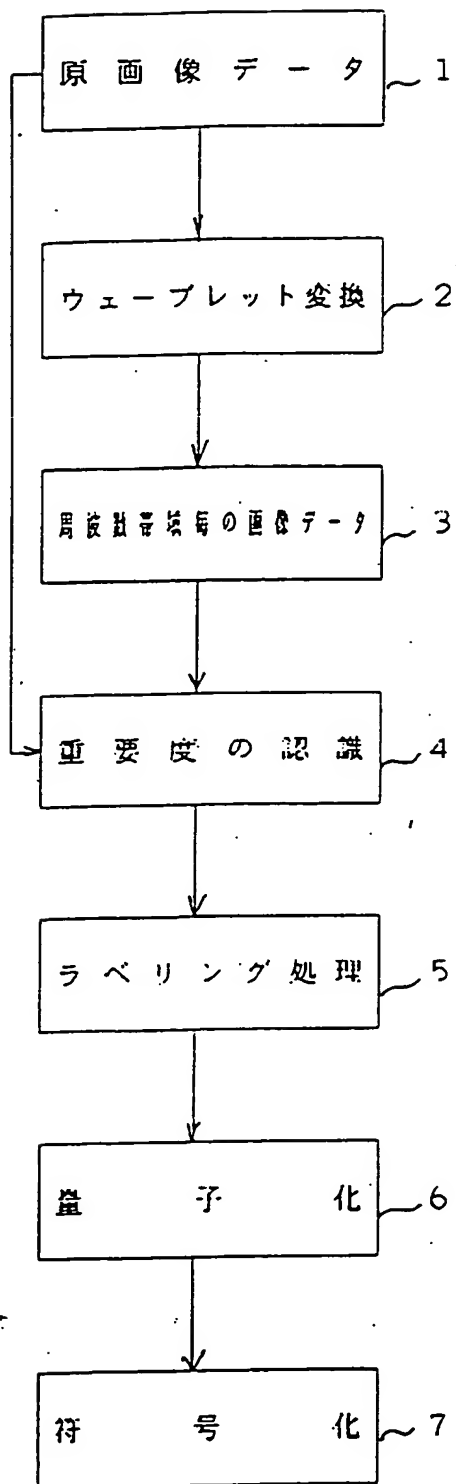 原画像データ 1
ウェーブレット変換 2
周波数帯域毎の画像データ 3
重要度の認識 4
ラベリング処理 5
量子化 6
符号化 7